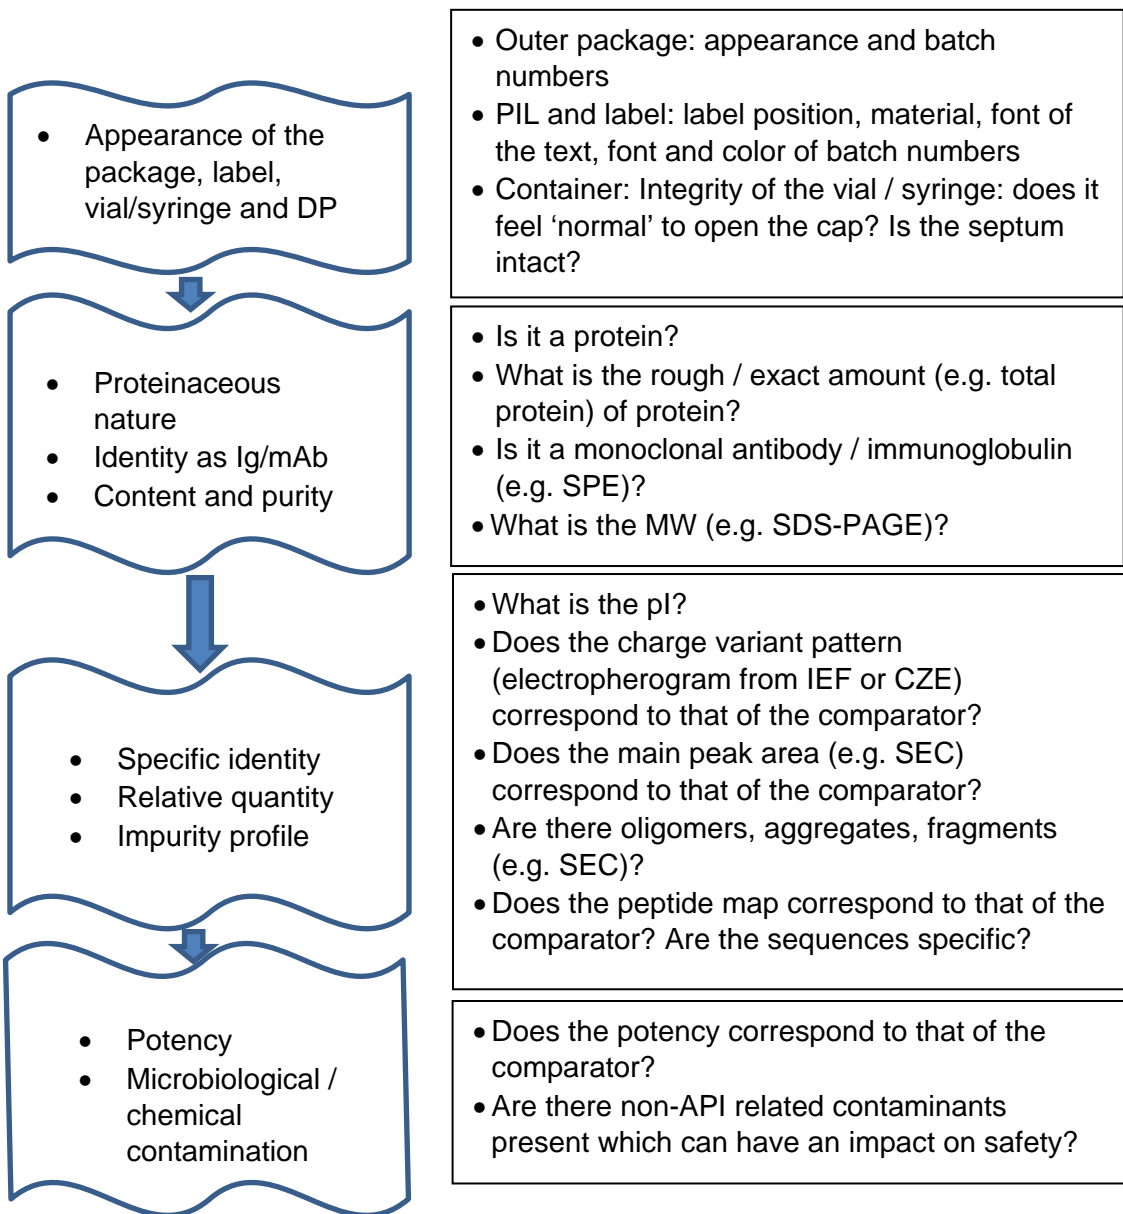 • Appearance of the
package, label,
vial/syringe and DP
• Outer package: appearance and batch
numbers
• PIL and label: label position, material, font of
the text, font and color of batch numbers
• Container: Integrity of the vial / syringe: does it
feel ‘normal’ to open the cap? Is the septum
intact?
• Proteinaceous
nature
• Identity as Ig/mAb
• Content and purity
• Is it a protein?
• What is the rough / exact amount (e.g. total
protein) of protein?
• Is it a monoclonal antibody / immunoglobulin
(e.g. SPE)?
• What is the MW (e.g. SDS-PAGE)?
• Specific identity
• Relative quantity
• Impurity profile
• What is the pI?
• Does the charge variant pattern
(electropherogram from IEF or CZE)
correspond to that of the comparator?
• Does the main peak area (e.g. SEC)
correspond to that of the comparator?
• Are there oligomers, aggregates, fragments
(e.g. SEC)?
• Does the peptide map correspond to that of the
comparator? Are the sequences specific?
• Potency
• Microbiological /
chemical
contamination
• Does the potency correspond to that of the
comparator?
• Are there non-API related contaminants
present which can have an impact on safety?